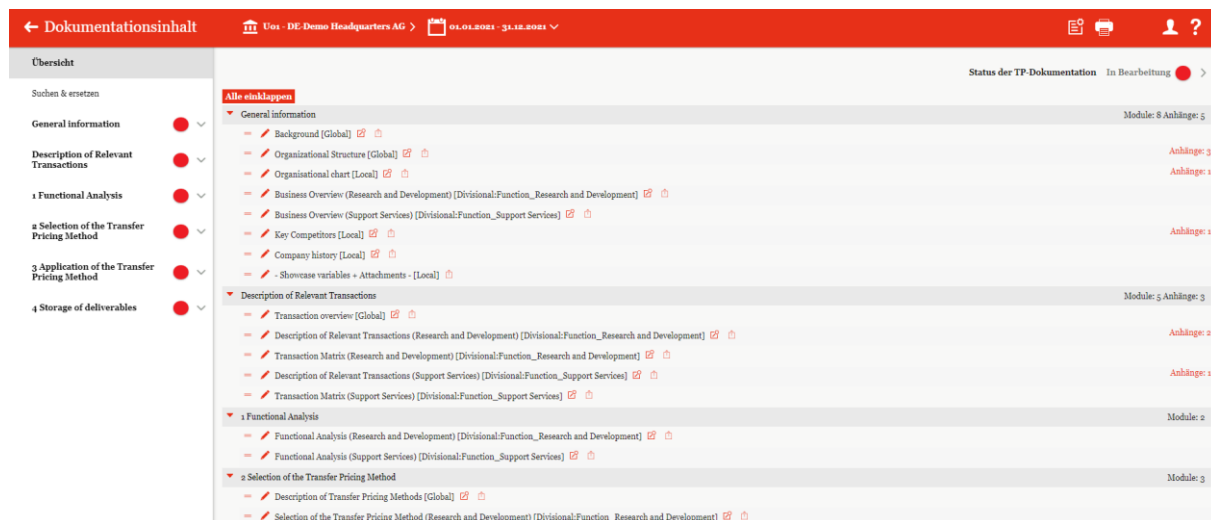 Dokumentationsinhalt
U01 - DE-Demo Headquarters AG
01.01.2021 - 31.12.2021
?
Übersicht
Suchen & ersetzen
General information
Description of Relevant
Transactions
1 Functional Analysis
2 Selection of the Transfer
Pricing Method
3 Application of the Transfer
Pricing Method
4 Storage of deliverables
Status der TP-Dokumentation In Bearbeitung
Alle einklappen
General information Module: 8 Anhänge: 5
Background [Global]
Organizational Structure [Global] Anhänge: 3
Organisational chart [Local] Anhänge: 1
Business Overview (Research and Development) [Divisional:Function_Research and Development]
Business Overview (Support Services) [Divisional:Function_Support Services]
Key Competitors [Local] Anhänge: 1
Company history [Local]
- Showcase variables + Attachments - [Local]
Description of Relevant Transactions Module: 5 Anhänge: 3
Transaction overview [Global]
Description of Relevant Transactions (Research and Development) [Divisional:Function_Research and Development] Anhänge: 2
Transaction Matrix (Research and Development) [Divisional:Function_Research and Development]
Description of Relevant Transactions (Support Services) [Divisional:Function_Support Services] Anhänge: 1
Transaction Matrix (Support Services) [Divisional:Function_Support Services]
1 Functional Analysis Module: 2
Functional Analysis (Research and Development) [Divisional:Function_Research and Development]
Functional Analysis (Support Services) [Divisional:Function_Support Services]
2 Selection of the Transfer Pricing Method Module: 3
Description of Transfer Pricing Methods [Global]
Selection of the Transfer Pricing Method (Research and Development) [Divisional:Function_Research and Development]